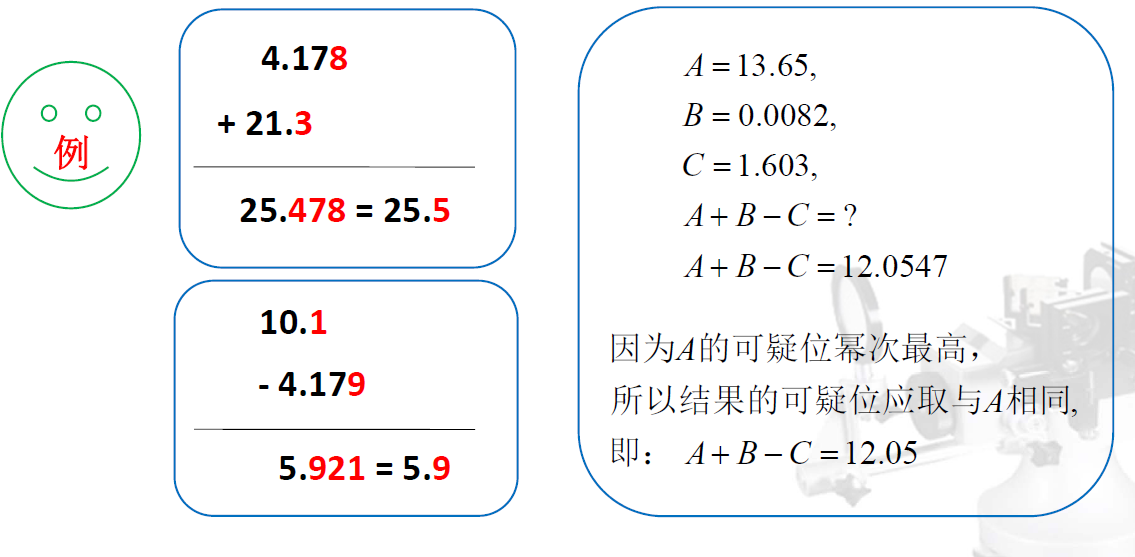 例
4.178
+ 21.3
25.478 = 25.5
10.1
- 4.179
5.921 = 5.9
A = 13.65,
B = 0.0082,
C = 1.603,
A + B − C = ?
A + B − C = 12.0547
因为A的可疑位幂次最高，
所以结果的可疑位应取与A相同,
即： A + B − C = 12.05